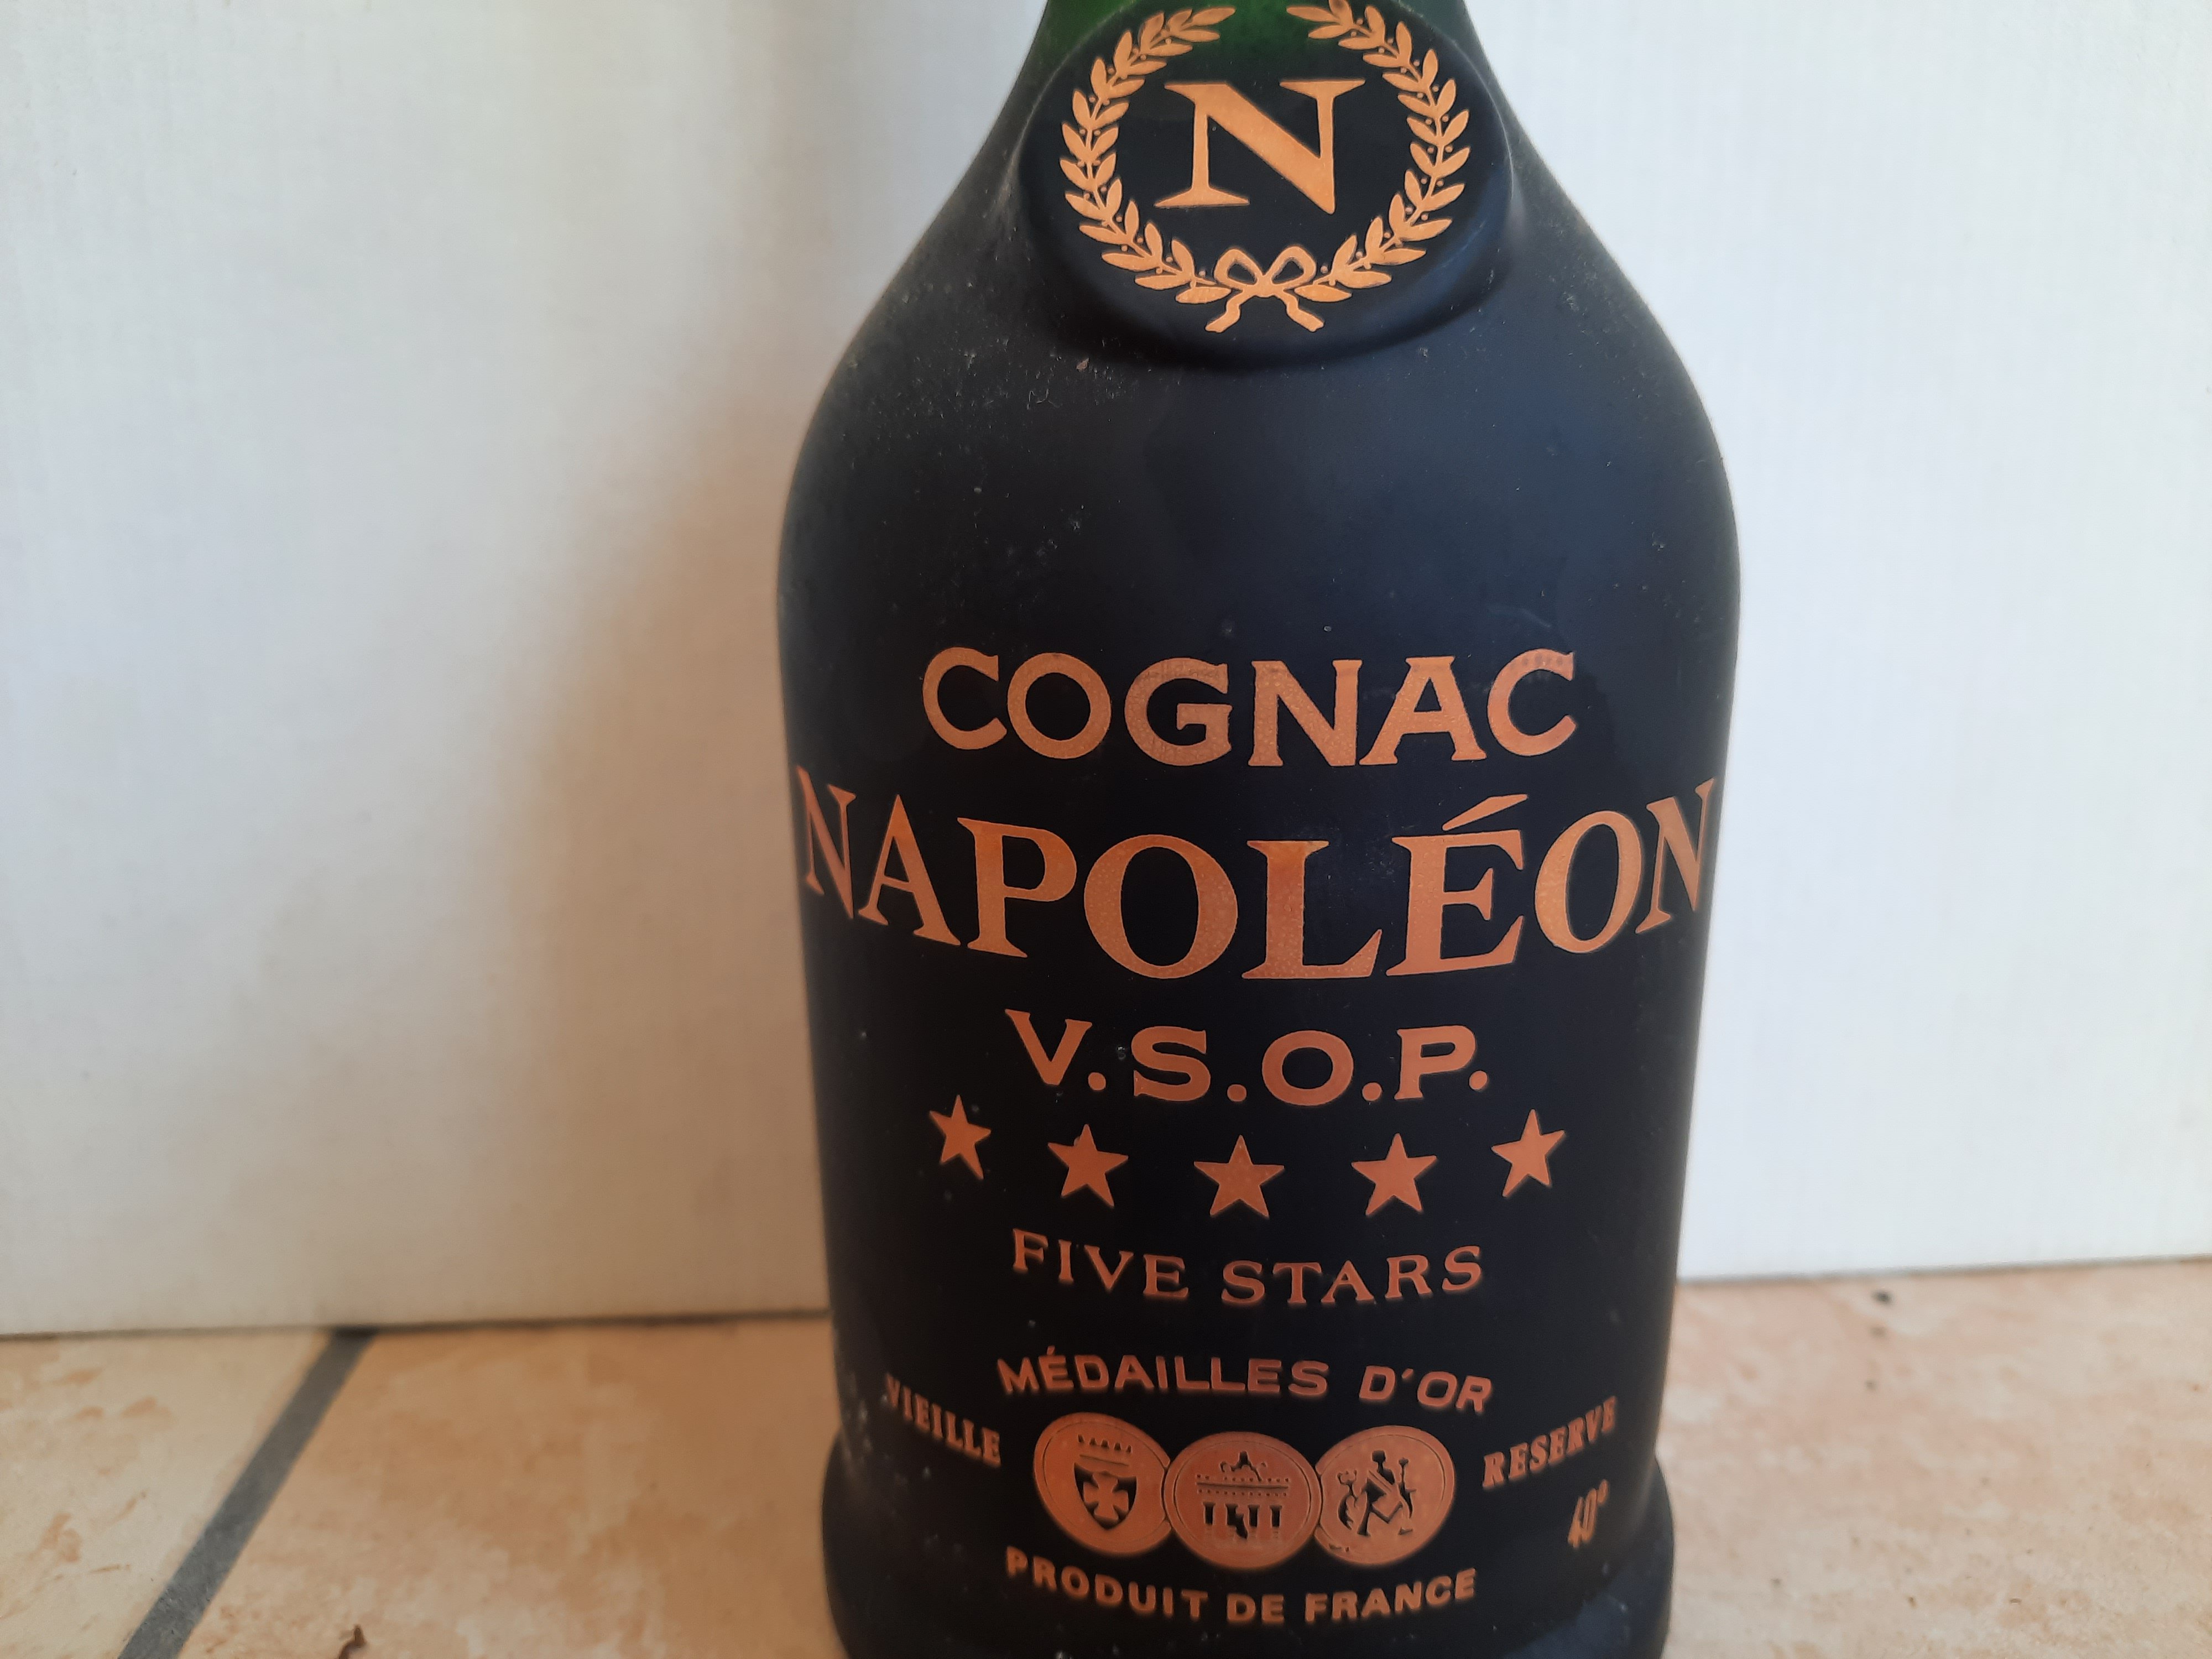 N
COGNAC
NAPOLÉON
V.S.O.P.
FIVE STARS
MÉDAILLES D'OR
VIEILLE RESERVE
40°
PRODUIT DE FRANCE